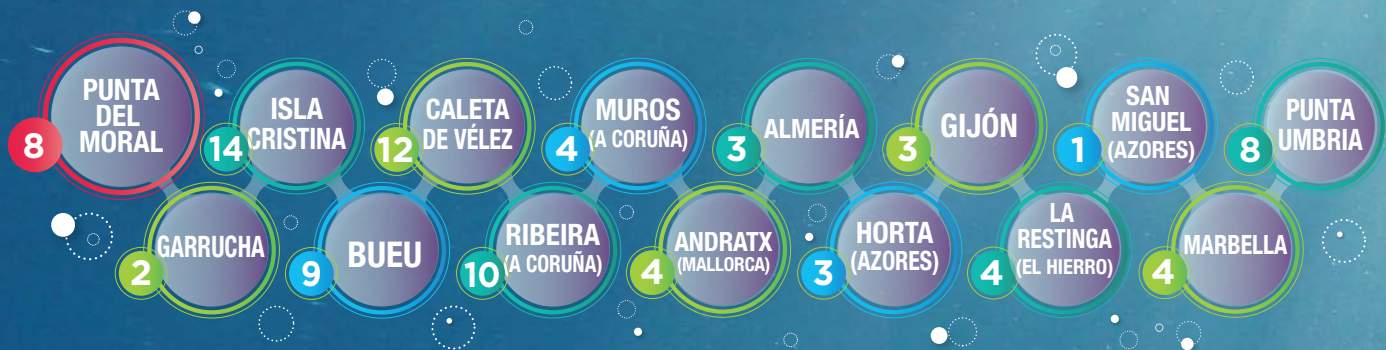 8
PUNTA
DEL
MORAL
2
GARRUCHA
14
ISLA
CRISTINA
9
BUEU
12
CALETA
DE VÉLEZ
10
RIBEIRA
(A CORUÑA)
4
MUROS
(A CORUÑA)
4
ANDRATX
(MALLORCA)
3
ALMERÍA
3
HORTA
(AZORES)
3
GIJÓN
4
LA
RESTINGA
(EL HIERRO)
1
SAN
MIGUEL
(AZORES)
4
MARBELLA
8
PUNTA
UMBRIA